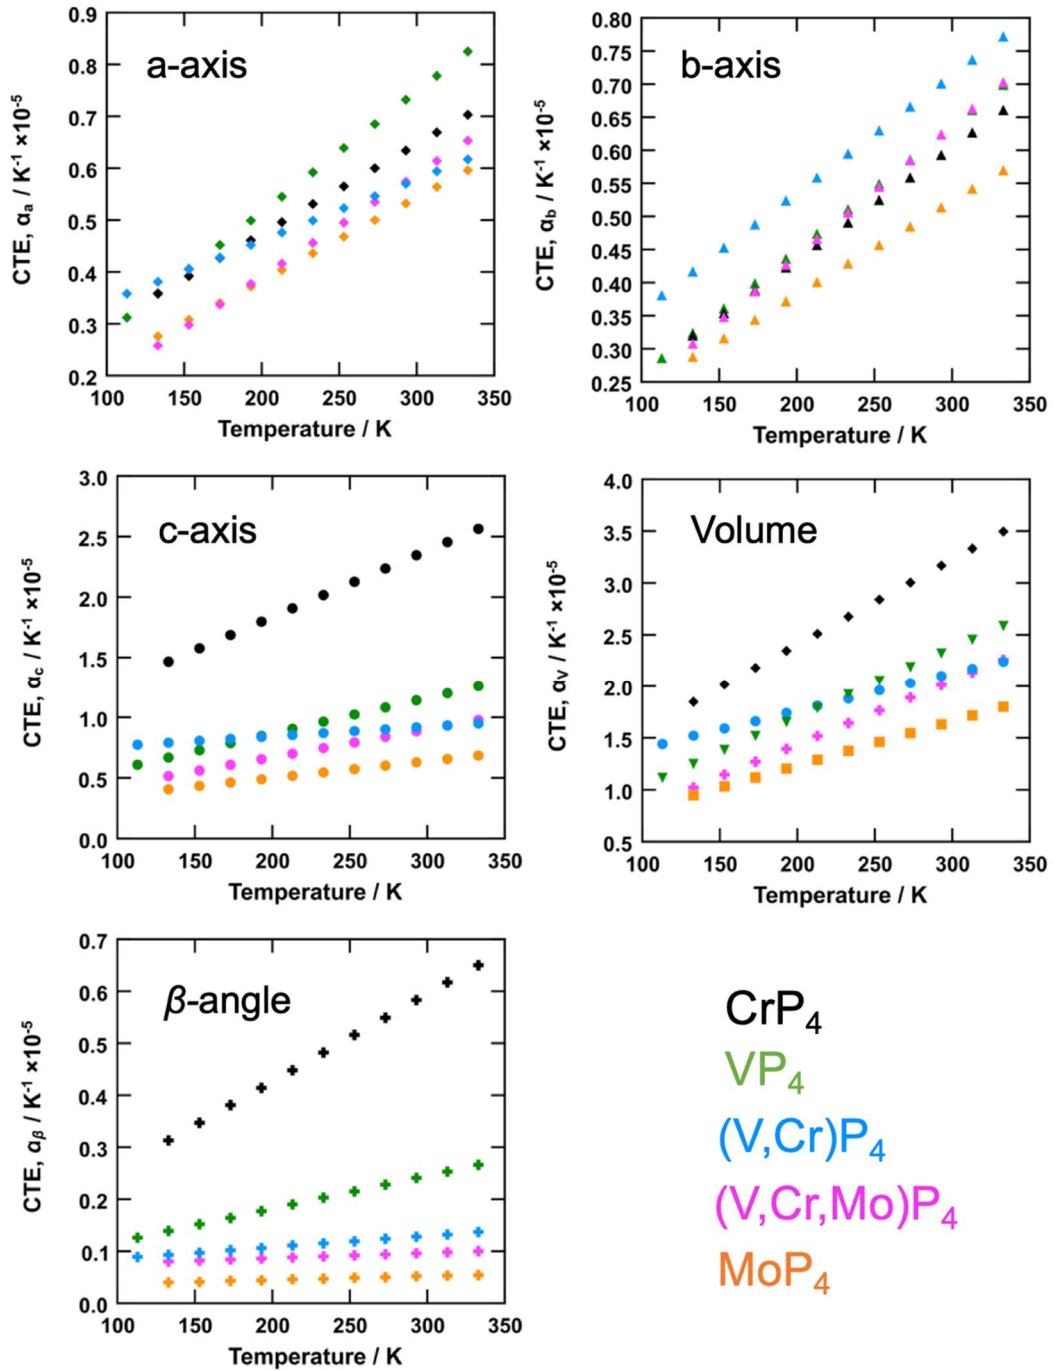 0.9
0.8
0.7
0.6
0.5
0.4
0.3
0.2
a-axis
CTE, αa / K⁻¹ ×10⁻⁵
100 150 200 250 300 350
Temperature / K
0.80
0.75
0.70
0.65
0.60
0.55
0.50
0.45
0.40
0.35
0.30
0.25
b-axis
CTE, αb / K⁻¹ ×10⁻⁵
100 150 200 250 300 350
Temperature / K
3.0
2.5
2.0
1.5
1.0
0.5
0.0
c-axis
CTE, αc / K⁻¹ ×10⁻⁵
100 150 200 250 300 350
Temperature / K
4.0
3.5
3.0
2.5
2.0
1.5
1.0
0.5
Volume
CTE, αV / K⁻¹ ×10⁻⁵
100 150 200 250 300 350
Temperature / K
0.7
0.6
0.5
0.4
0.3
0.2
0.1
0.0
β-angle
CTE, αβ / K⁻¹ ×10⁻⁵
100 150 200 250 300 350
Temperature / K
CrP₄
VP₄
(V,Cr)P₄
(V,Cr,Mo)P₄
MoP₄